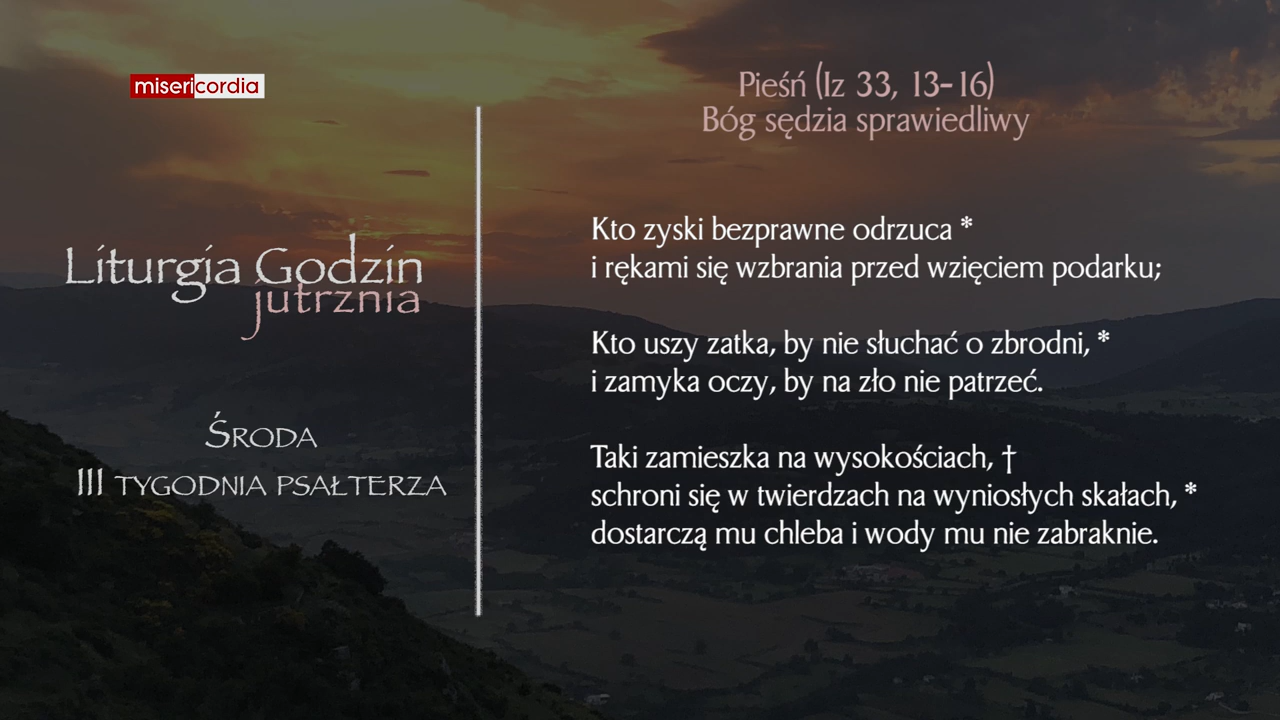 misericordia
Liturgia Godzin
jutrznia
Środa
III tygodnia psałterza
Pieśń (Iz 33, 13-16)
Bóg sędzia sprawiedliwy
Kto zyski bezprawne odrzuca *
i rękami się wzbrania przed wzięciem podarku;
Kto uszy zatka, by nie słuchać o zbrodni, *
i zamyka oczy, by na zło nie patrzeć.
Taki zamieszka na wysokościach, †
schroni się w twierdzach na wyniosłych skałach, *
dostarczą mu chleba i wody mu nie zabraknie.